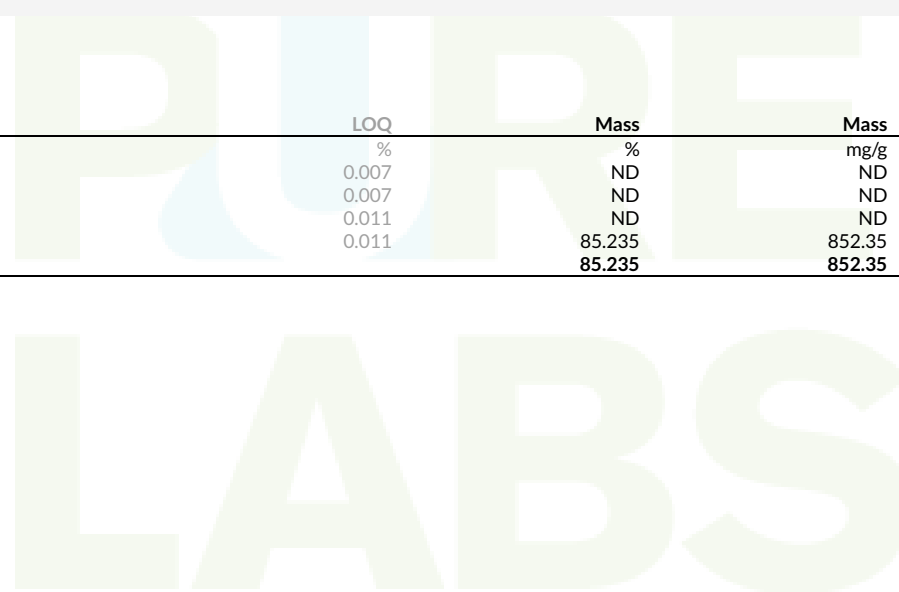 LOQ Mass Mass
% % mg/g
0.007 ND ND
0.007 ND ND
0.011 ND ND
0.011 85.235 852.35
85.235 852.35
PURE
LABS